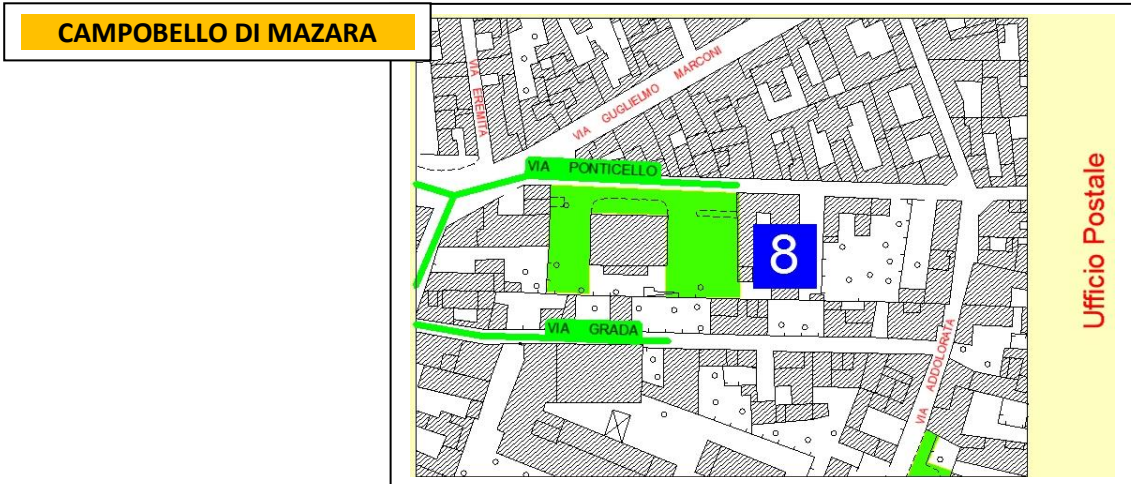 CAMPOBELLO DI MAZARA
VIA EREMITA
VIA GUGLIELMO MARCONI
VIA PONTICELLO
8
Ufficio Postale
VIA GRADA
VIA ADDOLORATA